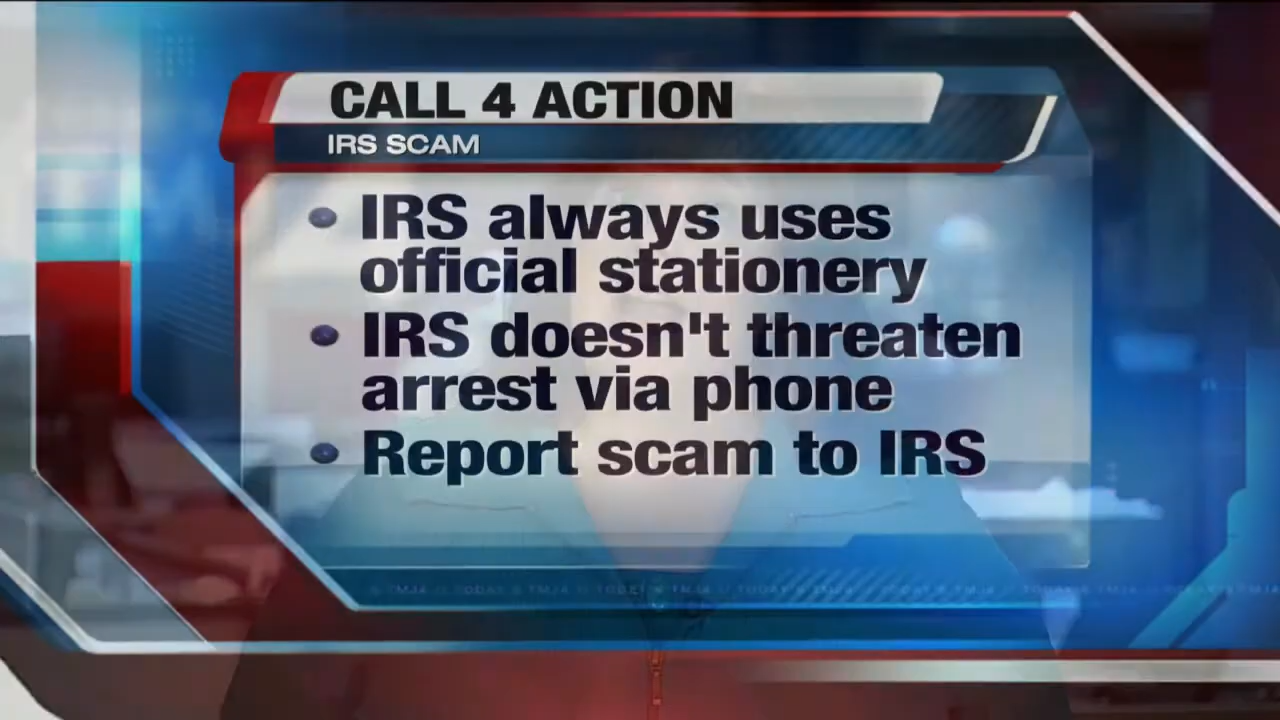 CALL 4 ACTION
IRS SCAM
• IRS always uses
official stationery
• IRS doesn't threaten
arrest via phone
• Report scam to IRS